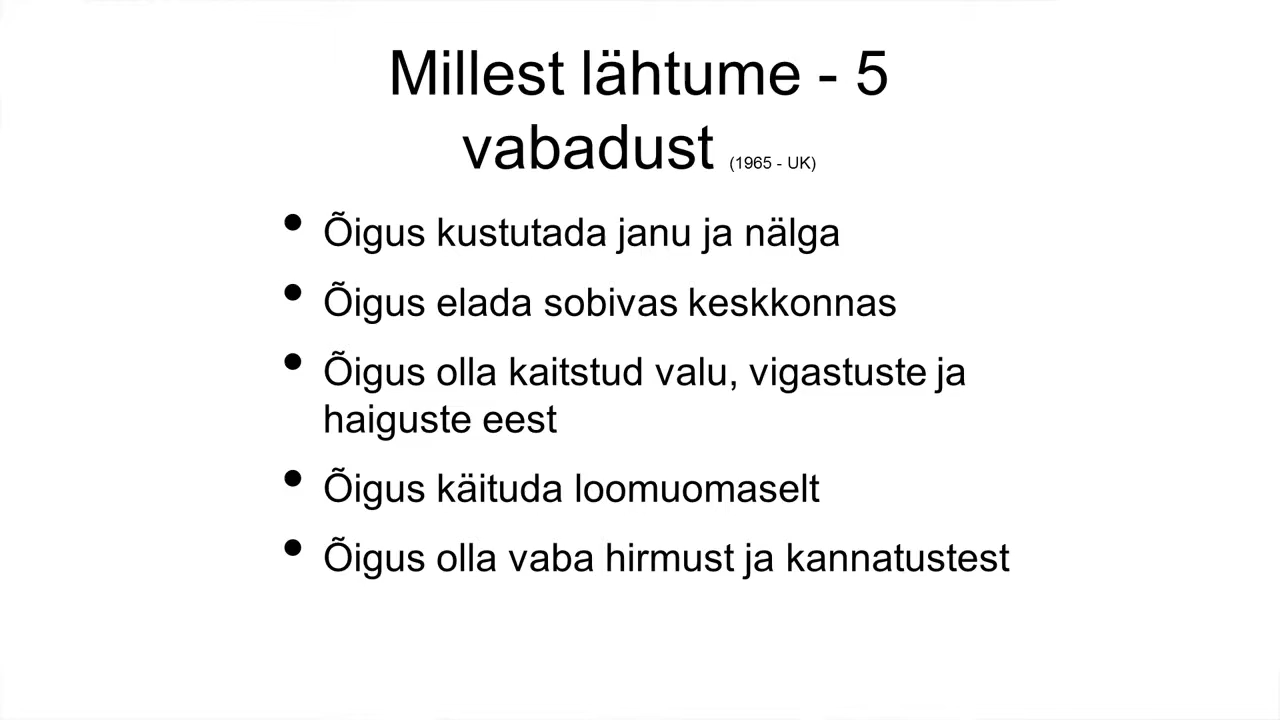 Millest lähtume - 5
vabadust (1965 - UK)
• Õigus kustutada janu ja nälga
• Õigus elada sobivas keskkonnas
• Õigus olla kaitstud valu, vigastuste ja
haiguste eest
• Õigus käituda loomuomaselt
• Õigus olla vaba hirmust ja kannatustest